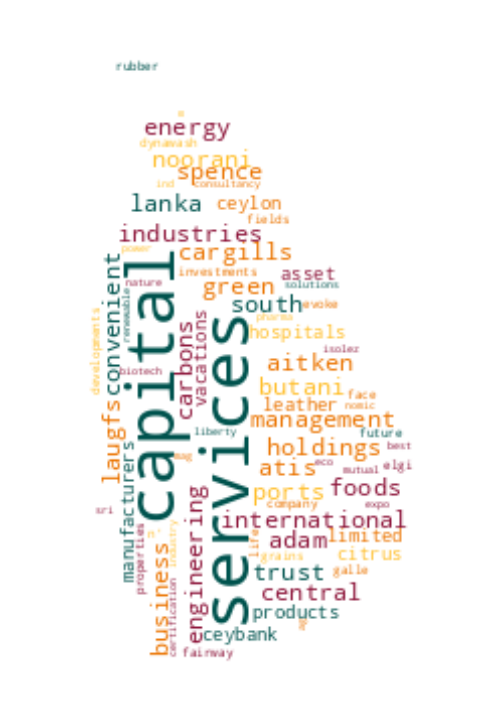 rubber
energy
dynawash
noorani
spence
ind
consultancy
lanka
ceylon
fields
industries
power
cargills
investments
asset
nature
green
solutions
convenient
renewable
capital
south
evoke
pharma
developments
carbons
vacations
services
hospitals
isolez
biotech
aitken
butani
face
laugfs
leather
nomic
management
liberty
future
holdings
best
manufacturers
mag
atis
eco
mutual
elgi
ports
foods
company
expo
sri
engineering
international
properties
industry
adam
limited
life
grains
citrus
business
certification
trust
galle
central
products
ceybank
fairway